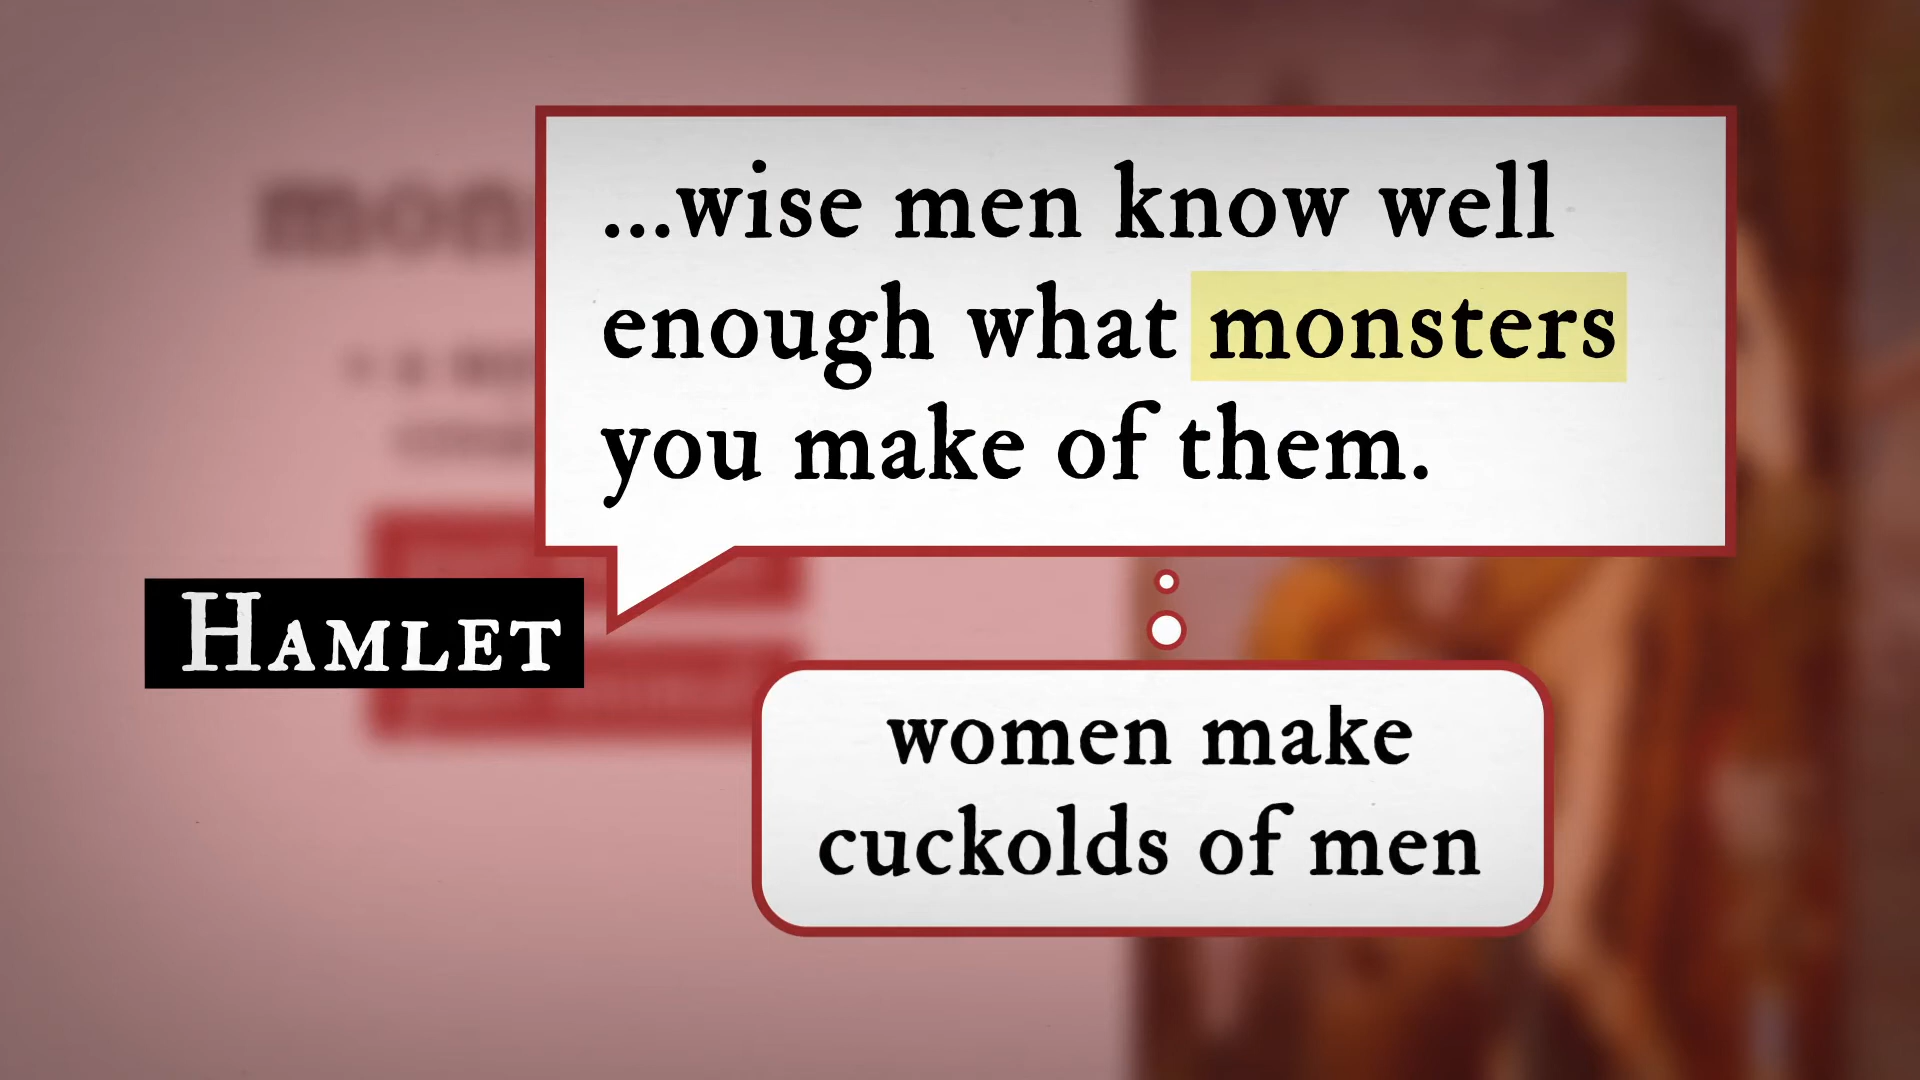 ...wise men know well
enough what monsters
you make of them.
HAMLET
women make
cuckolds of men